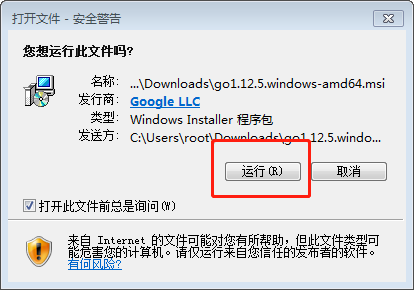 打开文件 - 安全警告
您想运行此文件吗?
名称: ...\Downloads\go1.12.5.windows-amd64.msi
发行商: Google LLC
类型: Windows Installer 程序包
发送方: C:\Users\root\Downloads\go1.12.5.windo...
运行(R) 取消
打开此文件前总是询问(W)
来自 Internet 的文件可能对您有所帮助，但此文件类型可
能危害您的计算机。请仅运行来自您信任的发布者的软件。
有何风险?